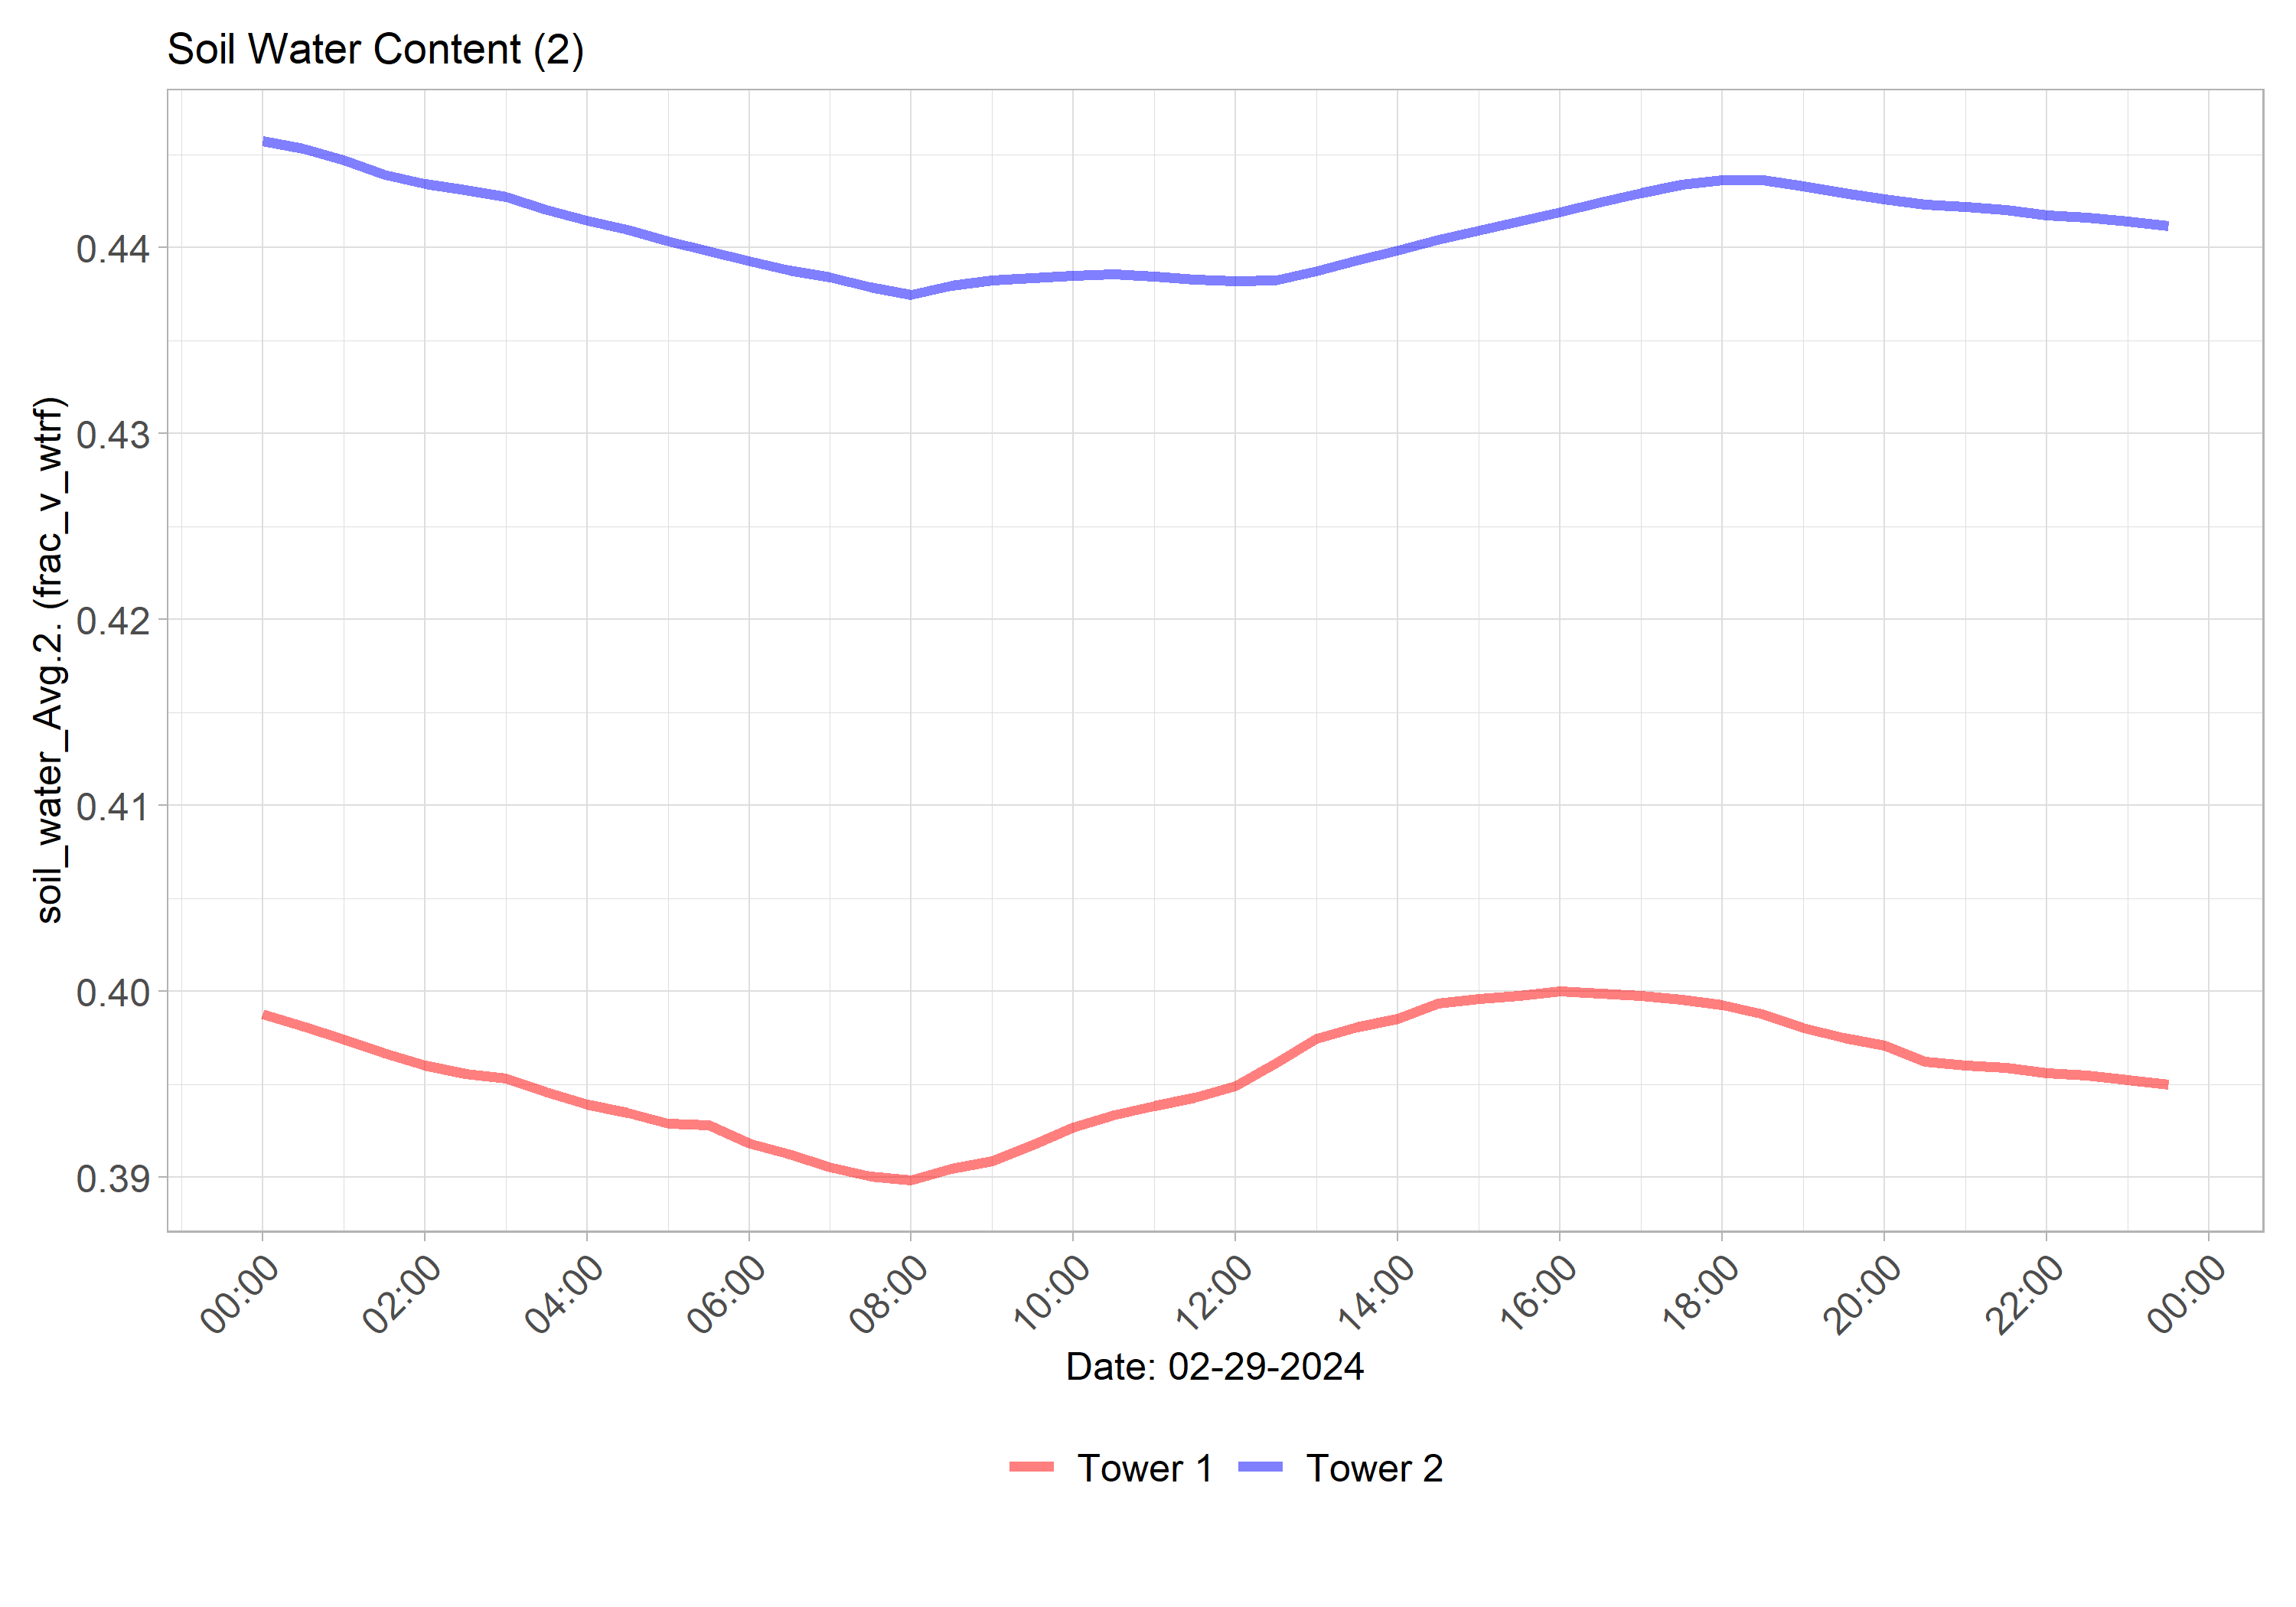 Soil Water Content (2)
soil_water_Avg.2. (frac_v_wtrf)
0.44
0.43
0.42
0.41
0.40
0.39
00:00 02:00 04:00 06:00 08:00 10:00 12:00 14:00 16:00 18:00 20:00 22:00 00:00
Date: 02-29-2024
Tower 1 Tower 2